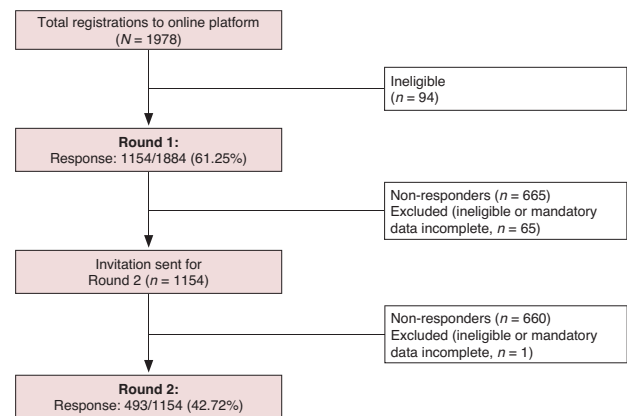 Total registrations to online platform
(N = 1978)
Ineligible
(n = 94)
Round 1:
Response: 1154/1884 (61.25%)
Non-responders (n = 665)
Excluded (ineligible or mandatory
data incomplete, n = 65)
Invitation sent for
Round 2 (n = 1154)
Non-responders (n = 660)
Excluded (ineligible or mandatory
data incomplete, n = 1)
Round 2:
Response: 493/1154 (42.72%)